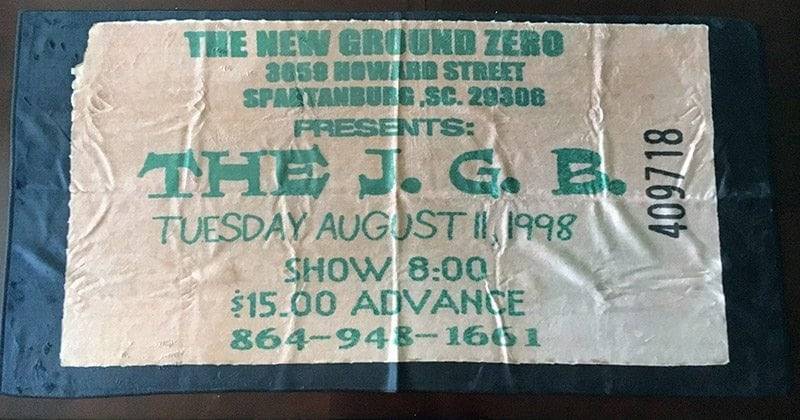 THE NEW GROUND ZERO
3059 HOWARD STREET
SPARTANBURG ,SC. 29306
PRESENTS:
THE J. G. B.
TUESDAY AUGUST 11, 1998
SHOW 8:00
$15.00 ADVANCE
864-948-1661
409718